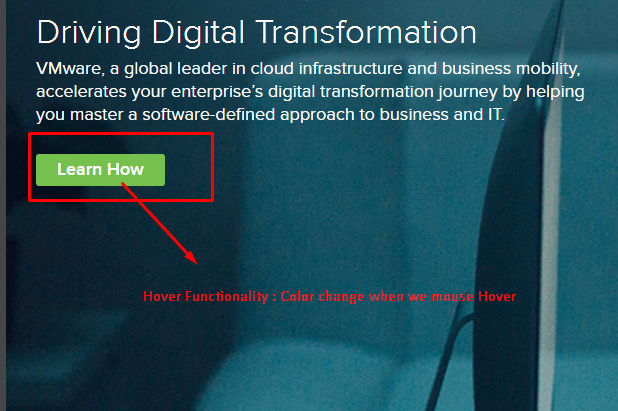 Driving Digital Transformation
VMware, a global leader in cloud infrastructure and business mobility,
accelerates your enterprise’s digital transformation journey by helping
you master a software-defined approach to business and IT.
Learn How
Hover Functionality : Color change when we mouse Hover